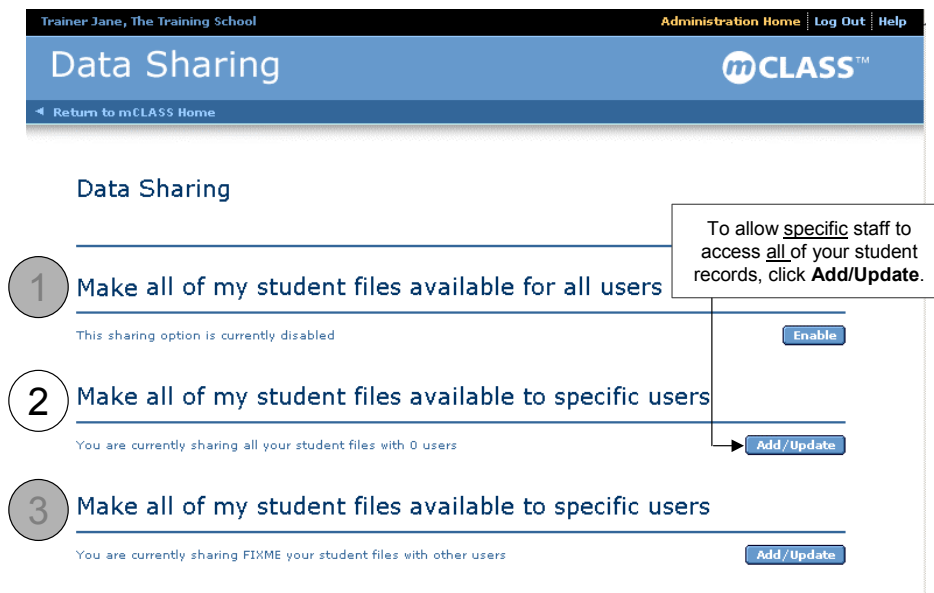 Trainer Jane, The Training School
Administration Home Log Out Help
Data Sharing
mCLASS™
Return to mCLASS Home
Data Sharing
To allow specific staff to
access all of your student
records, click Add/Update.
1
Make all of my student files available for all users
This sharing option is currently disabled
Enable
2
Make all of my student files available to specific users
You are currently sharing all your student files with 0 users
Add/Update
3
Make all of my student files available to specific users
You are currently sharing FIXME your student files with other users
Add/Update